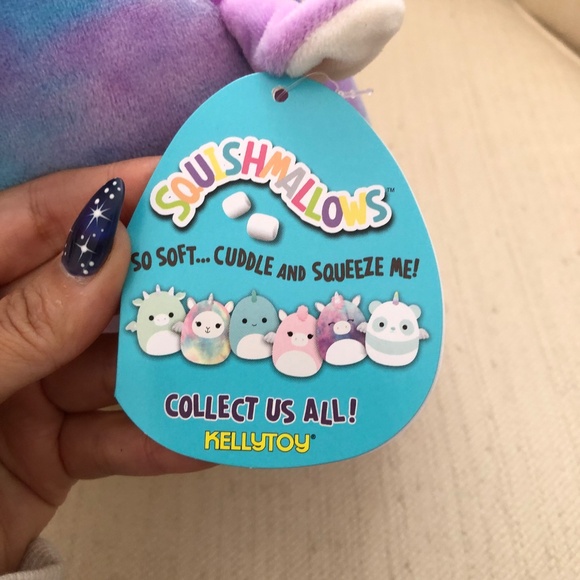 SQUISHMALLOWS™
SO SOFT... CUDDLE AND SQUEEZE ME!
COLLECT US ALL!
KELLYTOY®